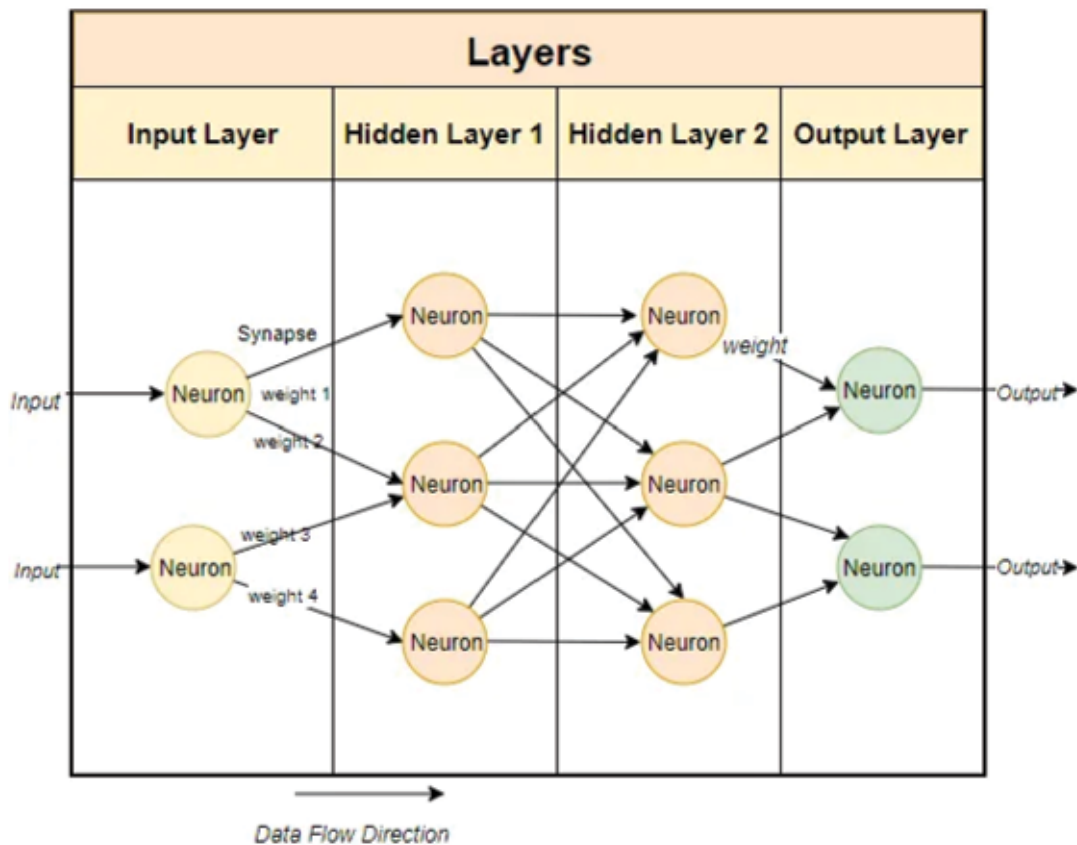 Layers
Input Layer
Hidden Layer 1
Hidden Layer 2
Output Layer
Neuron
Neuron
Synapse
weight
Input
Neuron
weight 1
Neuron
Output
weight 2
Neuron
Neuron
weight 3
Input
Neuron
weight 4
Neuron
Output
Neuron
Neuron
Data Flow Direction